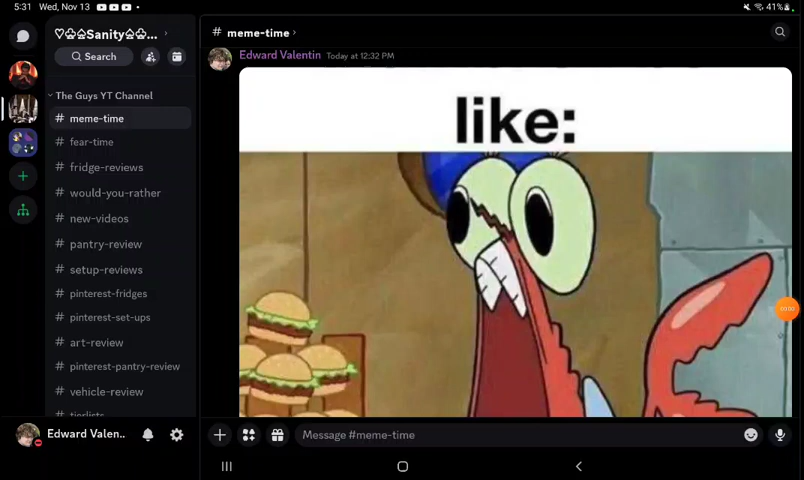 5:31 Wed, Nov 13
41%
♡♧♤Sanity♤♧...
# meme-time
Search
Edward Valentin Today at 12:32 PM
like:
The Guys YT Channel
# meme-time
# fear-time
# fridge-reviews
# would-you-rather
# new-videos
# pantry-review
# setup-reviews
# pinterest-fridges
# pinterest-set-ups
# art-review
# pinterest-pantry-review
# vehicle-review
# tierlists
Edward Valen..
Message #meme-time